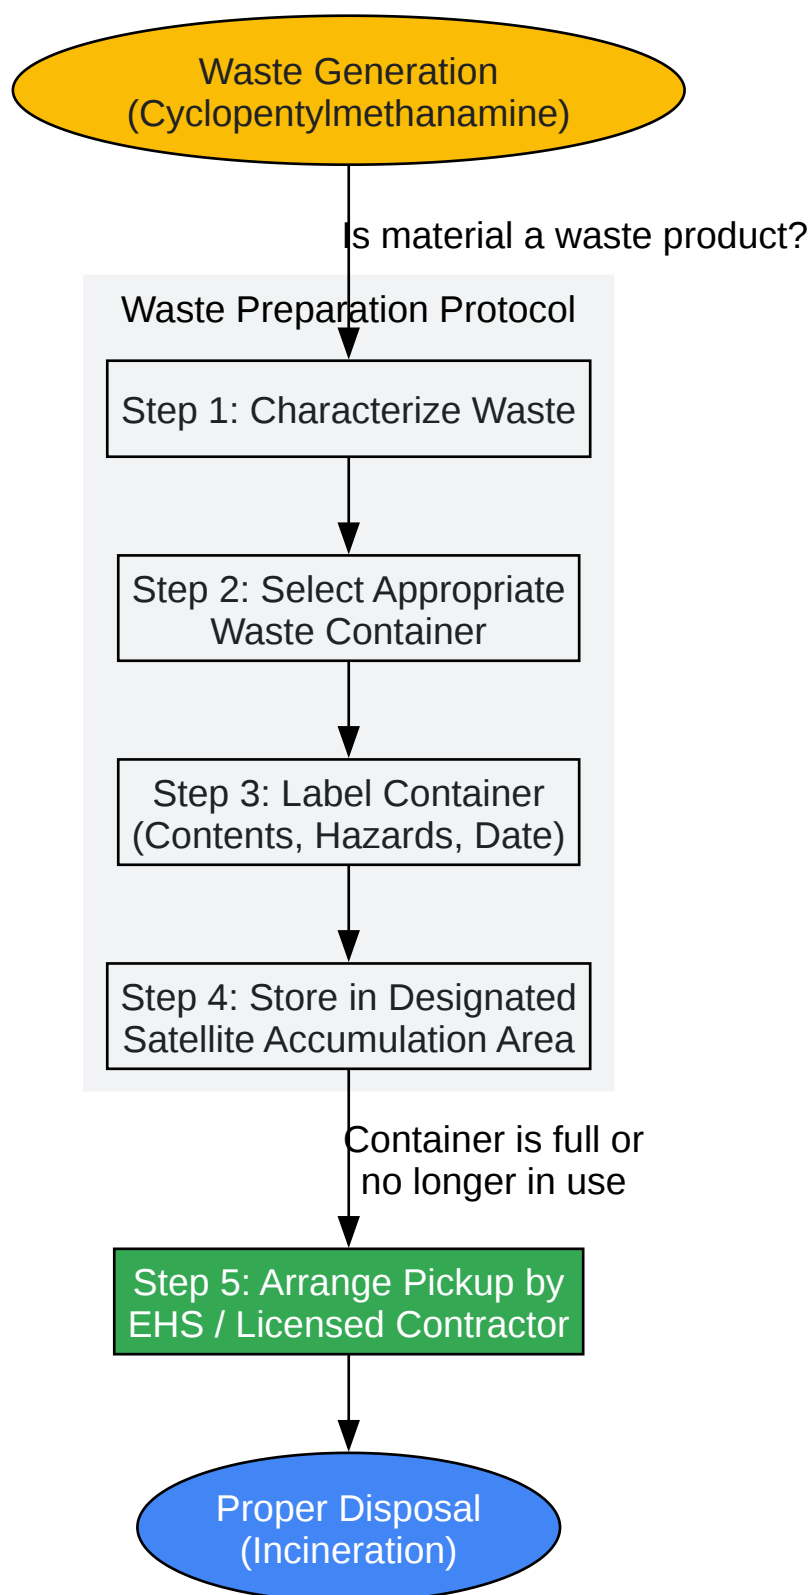 Waste Generation
(Cyclopentylmethanamine)
Is material a waste product?
Waste Preparation Protocol
Step 1: Characterize Waste
Step 2: Select Appropriate
Waste Container
Step 3: Label Container
(Contents, Hazards, Date)
Step 4: Store in Designated
Satellite Accumulation Area
Container is full or
no longer in use
Step 5: Arrange Pickup by
EHS / Licensed Contractor
Proper Disposal
(Incineration)